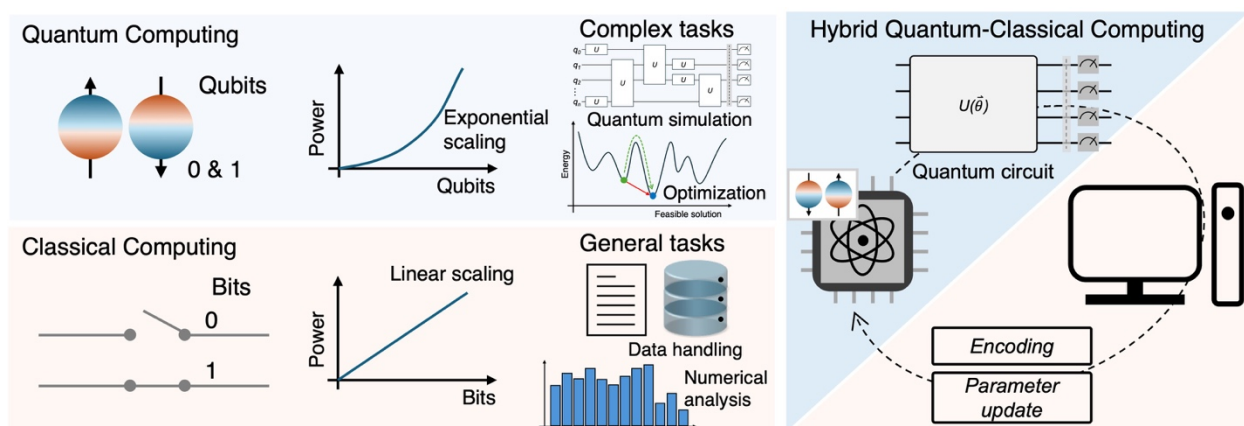 Quantum Computing
Qubits
0 & 1
Power
Exponential
scaling
Qubits
Complex tasks
q₀
U
q₁
U
U
q₂
U
U
U
qₙ
U
Quantum simulation
Energy
Optimization
Feasible solution
Classical Computing
Bits
0
1
Power
Linear scaling
Bits
General tasks
Data handling
Numerical
analysis
Hybrid Quantum-Classical Computing
U(θ⃗)
Quantum circuit
Encoding
Parameter
update